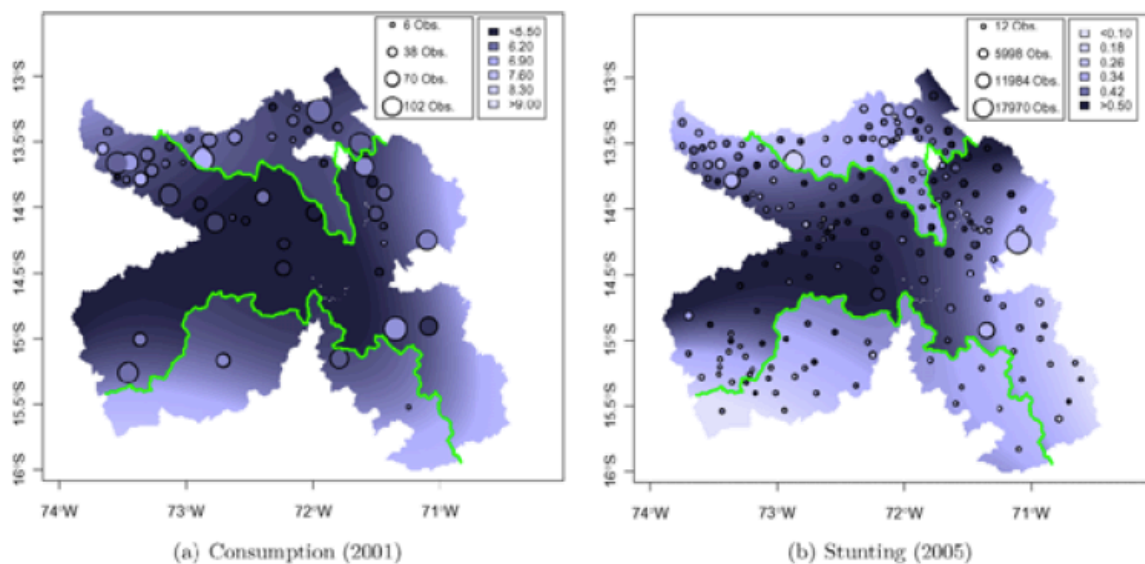 6 Obs.
38 Obs.
70 Obs.
102 Obs.
<5.50
6.20
6.90
7.60
8.30
>9.00
13°S
13.5°S
14°S
14.5°S
15°S
15.5°S
16°S
74°W
73°W
72°W
71°W
(a) Consumption (2001)
12 Obs.
5998 Obs.
11984 Obs.
17970 Obs.
<0.10
0.18
0.26
0.34
0.42
>0.50
13°S
13.5°S
14°S
14.5°S
15°S
15.5°S
16°S
74°W
73°W
72°W
71°W
(b) Stunting (2005)